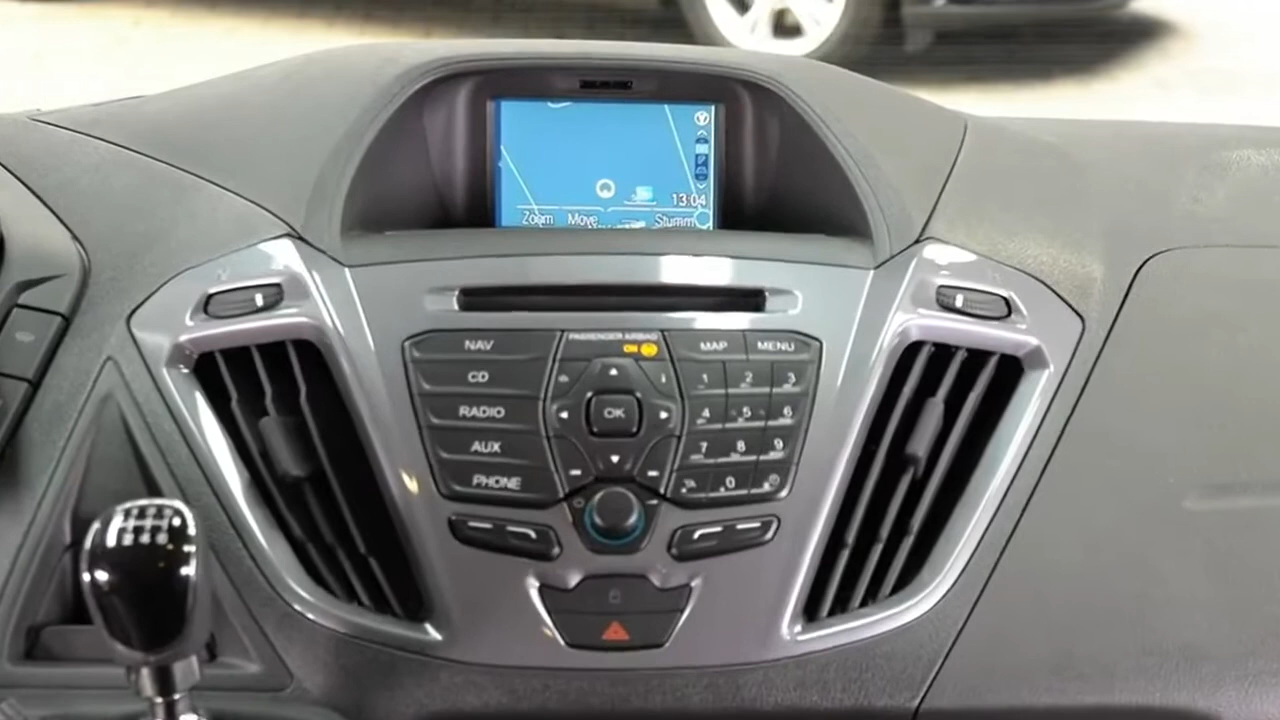 13:04
Zoom Move Stumm
NAV
CD
RADIO
AUX
PHONE
PASSENGER AIRBAG
ON
OK
MAP MENU
1 2 3
4 5 6
7 8 9
0